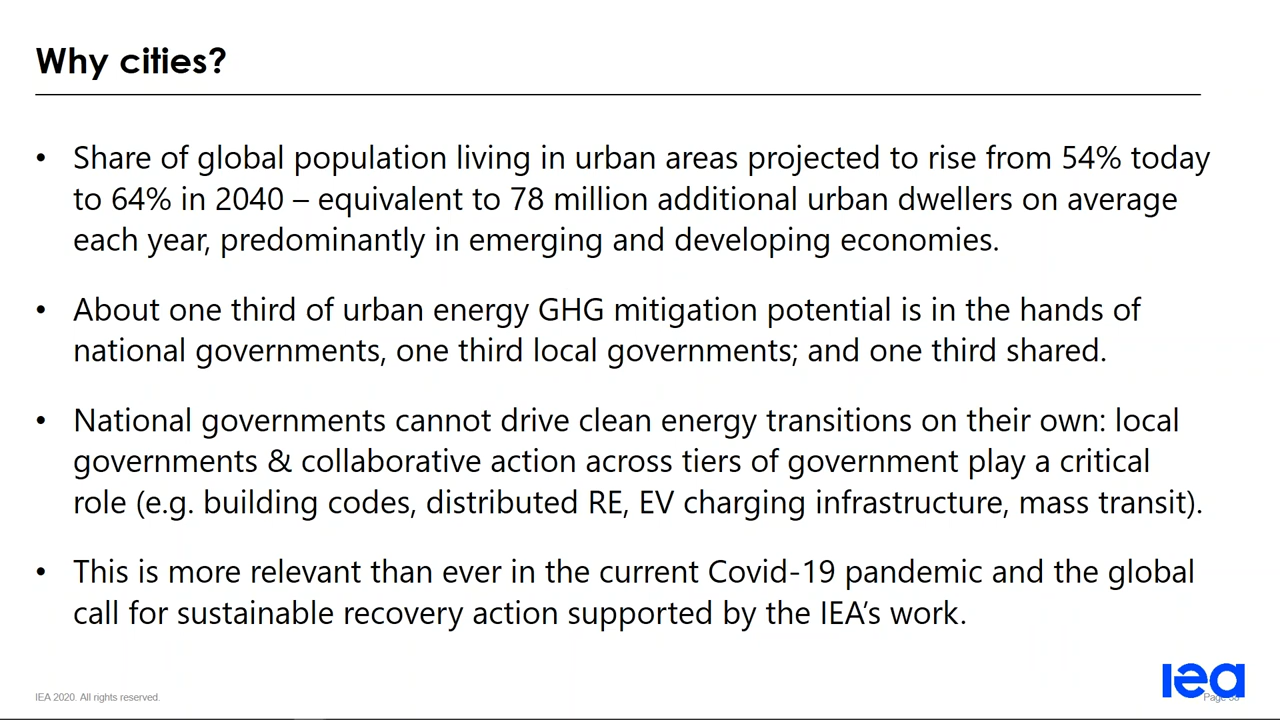 Why cities?
• Share of global population living in urban areas projected to rise from 54% today
to 64% in 2040 – equivalent to 78 million additional urban dwellers on average
each year, predominantly in emerging and developing economies.
• About one third of urban energy GHG mitigation potential is in the hands of
national governments, one third local governments; and one third shared.
• National governments cannot drive clean energy transitions on their own: local
governments & collaborative action across tiers of government play a critical
role (e.g. building codes, distributed RE, EV charging infrastructure, mass transit).
• This is more relevant than ever in the current Covid-19 pandemic and the global
call for sustainable recovery action supported by the IEA’s work.
IEA 2020. All rights reserved.
iea
Page